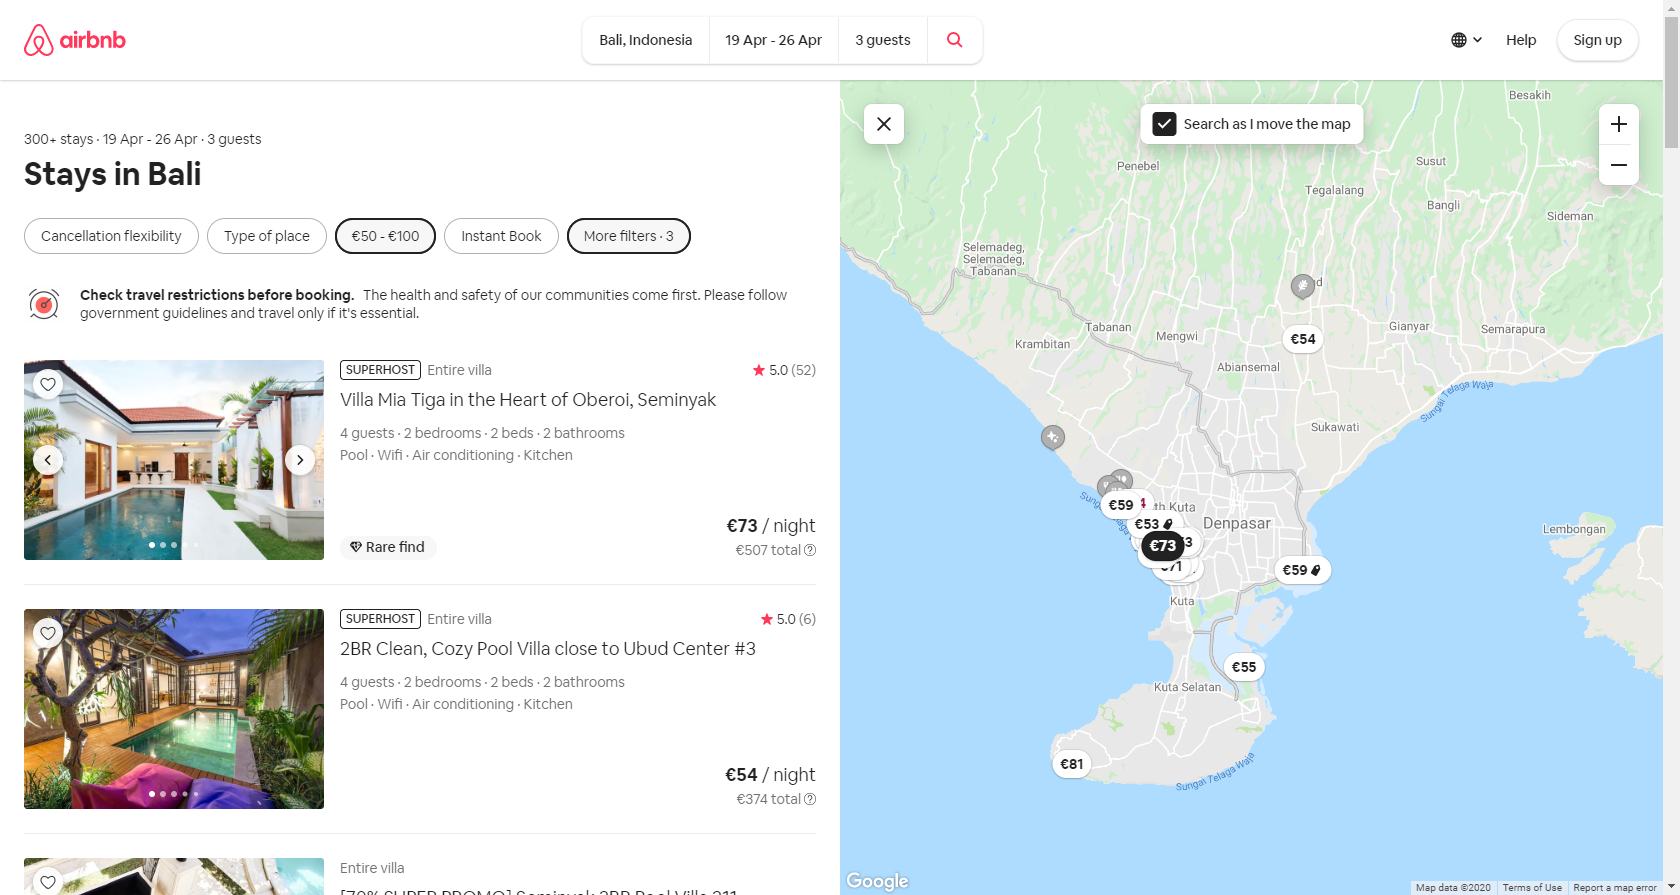 airbnb
Bali, Indonesia
19 Apr - 26 Apr
3 guests
Help
Sign up
300+ stays · 19 Apr - 26 Apr · 3 guests
Stays in Bali
Cancellation flexibility
Type of place
€50 - €100
Instant Book
More filters · 3
Check travel restrictions before booking. The health and safety of our communities come first. Please follow
government guidelines and travel only if it's essential.
SUPERHOST Entire villa
5.0 (52)
Villa Mia Tiga in the Heart of Oberoi, Seminyak
4 guests · 2 bedrooms · 2 beds · 2 bathrooms
Pool · Wifi · Air conditioning · Kitchen
€73 / night
Rare find
€507 total
SUPERHOST Entire villa
5.0 (6)
2BR Clean, Cozy Pool Villa close to Ubud Center #3
4 guests · 2 bedrooms · 2 beds · 2 bathrooms
Pool · Wifi · Air conditioning · Kitchen
€54 / night
€374 total
Entire villa
[70% SUPER PROMO] Seminyak 2BR Pool Villa 211
Search as I move the map
Besakih
Penebel
Susut
Tegalalang
Bangli
Sideman
Selemadeg,
Selemadeg,
Tabanan
Tabanan
Mengwi
Gianyar
Semarapura
Krambitan
€54
Abiansemal
Sungai Telaga Waja
Sukawati
€59
€53
Denpasar
Lembongan
€73
€71
€59
Kuta
€55
Kuta Selatan
€81
Sungai Telaga Waja
Google
Map data ©2020
Terms of Use
Report a map error